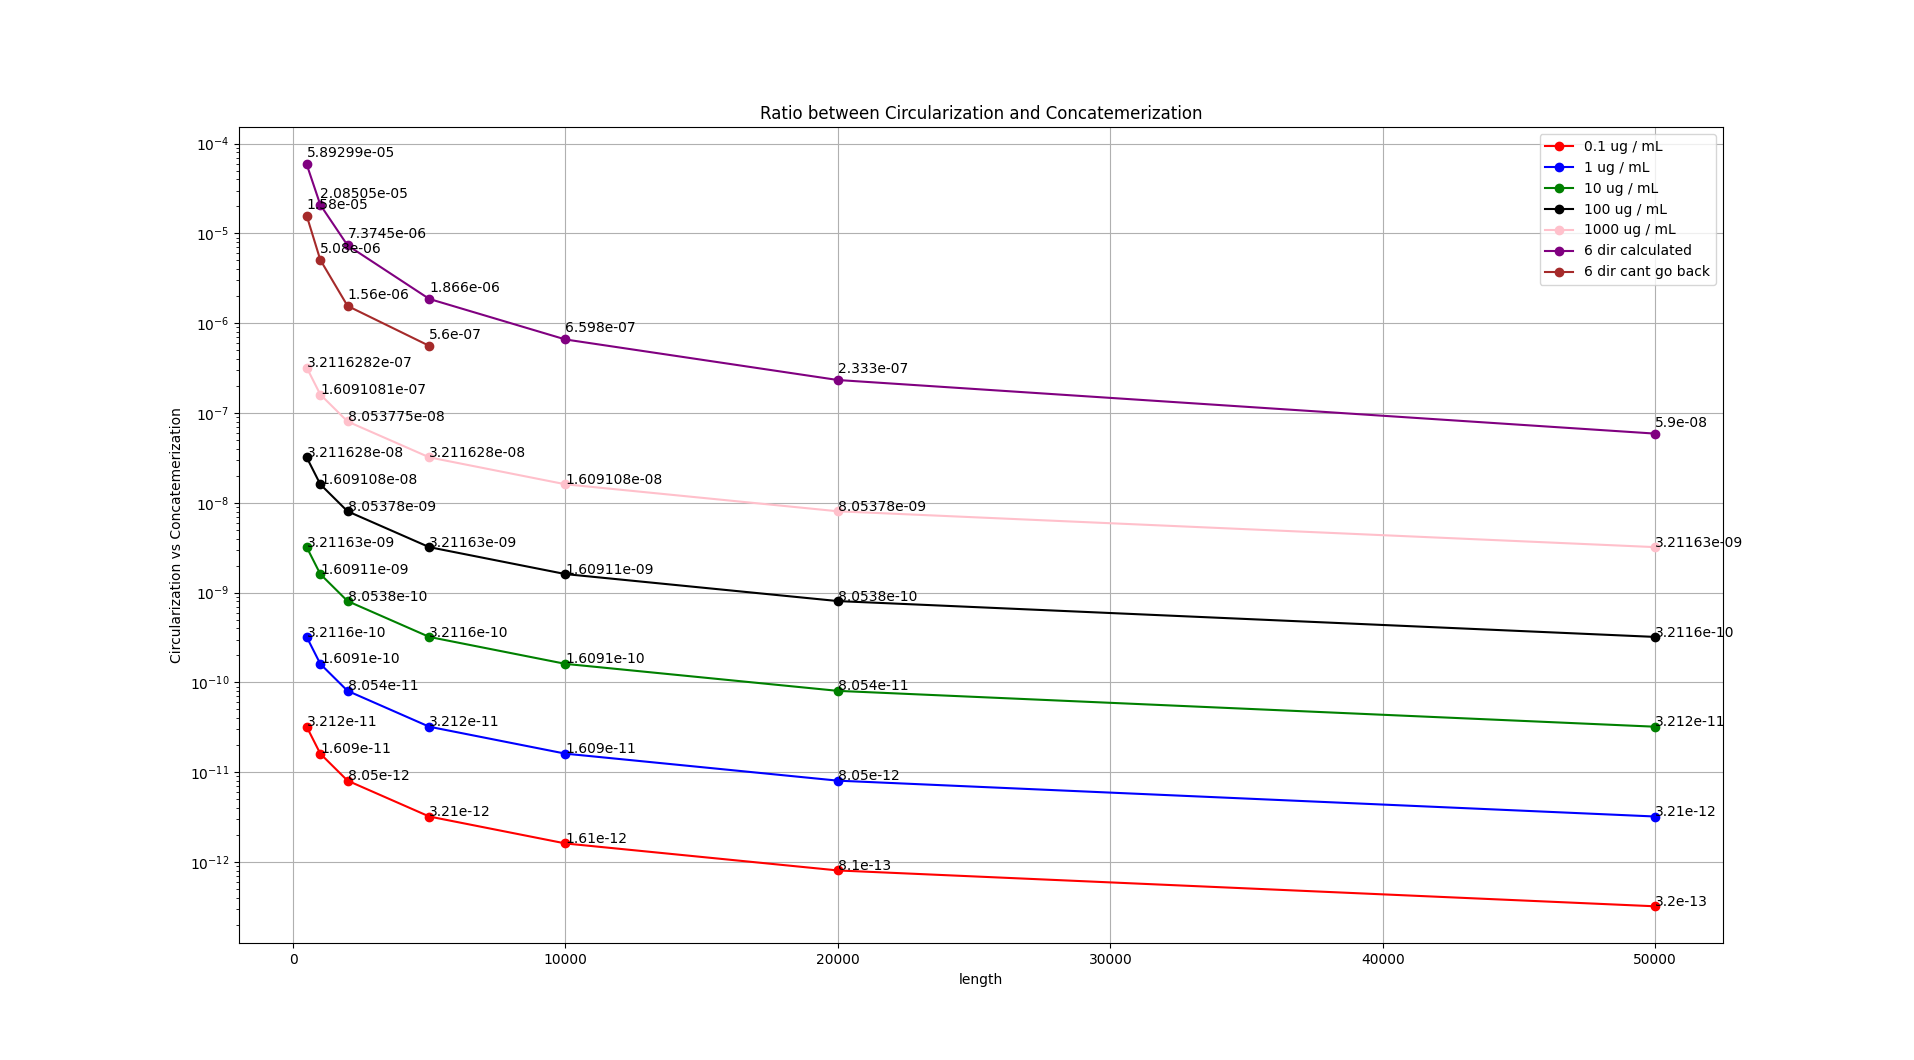 Ratio between Circularization and Concatemerization
Circularization vs Concatemerization
10⁻⁴
10⁻⁵
10⁻⁶
10⁻⁷
10⁻⁸
10⁻⁹
10⁻¹⁰
10⁻¹¹
10⁻¹²
0.1 ug / mL
1 ug / mL
10 ug / mL
100 ug / mL
1000 ug / mL
6 dir calculated
6 dir cant go back
5.89299e-05
2.08505e-05
7.3745e-06
1.866e-06
6.598e-07
2.333e-07
5.9e-08
1.58e-05
5.08e-06
1.56e-06
5.6e-07
3.2116282e-07
1.6091081e-07
8.053775e-08
3.211628e-08
1.609108e-08
8.05378e-09
3.21163e-09
3.211628e-08
1.609108e-08
8.05378e-09
3.21163e-09
1.60911e-09
8.0538e-10
3.2116e-10
3.21163e-09
1.60911e-09
8.0538e-10
3.2116e-10
1.6091e-10
8.054e-11
3.212e-11
3.2116e-10
1.6091e-10
8.054e-11
3.212e-11
1.609e-11
8.05e-12
3.21e-12
3.212e-11
1.609e-11
8.05e-12
3.21e-12
1.61e-12
8.1e-13
3.2e-13
0
10000
20000
30000
40000
50000
length